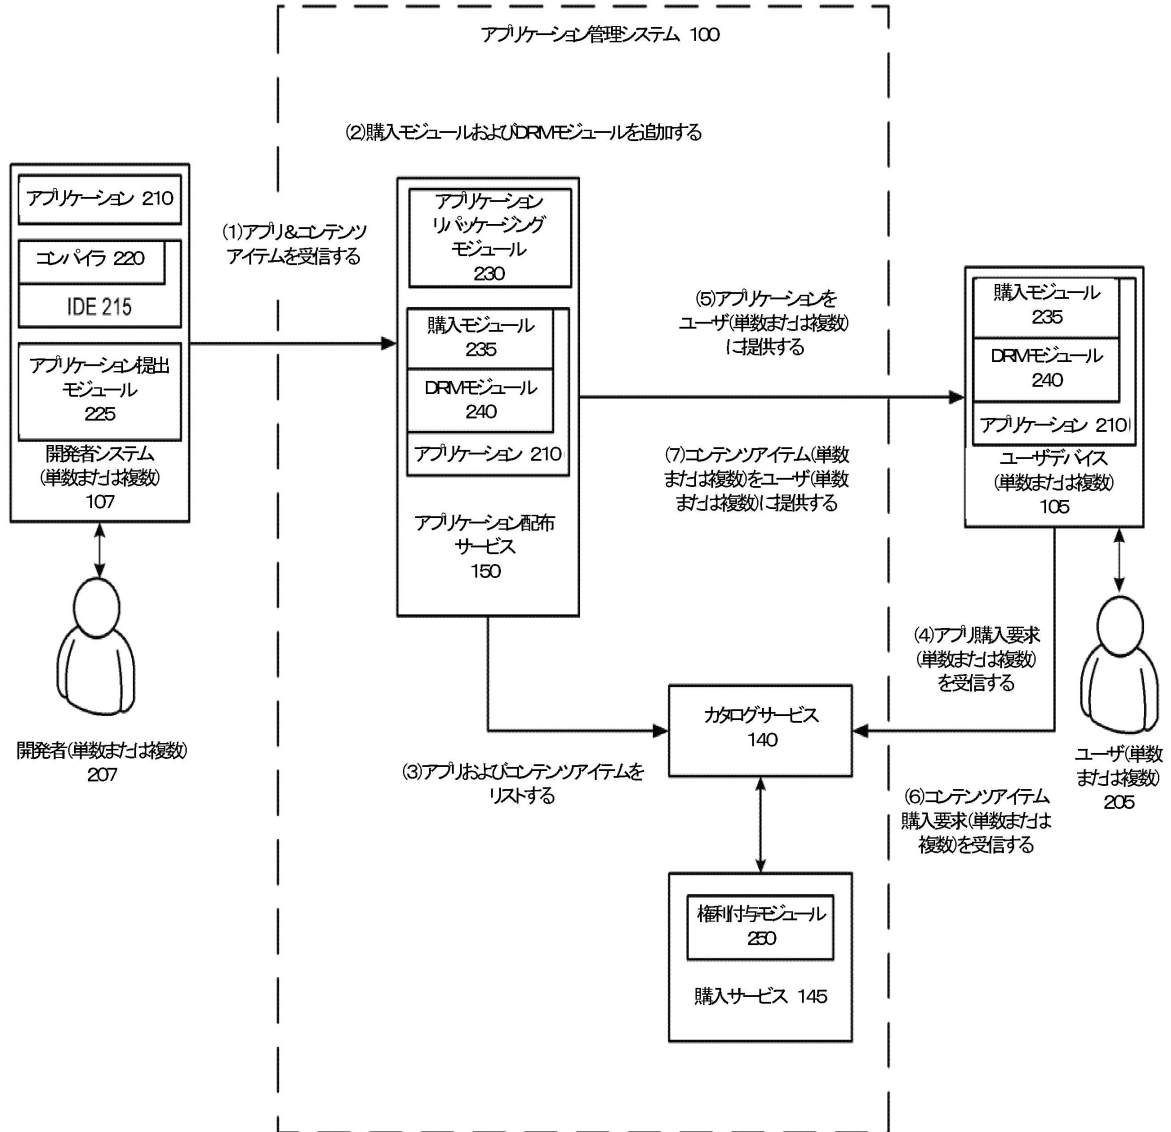 アプリケーション管理システム 100
(2)購入モジュールおよびDRMモジュールを追加する
アプリケーション 210
コンパイラ 220
IDE 215
アプリケーション提出
モジュール
225
開発者システム
(単数または複数)
107
開発者(単数または複数)
207
(1)アプリ&コンテンツ
アイテムを受信する
アプリケーション
リパッケージング
モジュール
230
購入モジュール
235
DRMモジュール
240
アプリケーション 210
アプリケーション配布
サービス
150
(5)アプリケーションを
ユーザ(単数または複数)
に提供する
(7)コンテンツアイテム(単数
または複数)をユーザ(単数
または複数)に提供する
購入モジュール
235
DRMモジュール
240
アプリケーション 210
ユーザデバイス
(単数または複数)
105
(4)アプリ購入要求
(単数または複数)
を受信する
ユーザ(単数
または複数)
205
カタログサービス
140
(3)アプリおよびコンテンツアイテムを
リストする
(6)コンテンツアイテム
購入要求(単数または
複数)を受信する
権利付与モジュール
250
購入サービス 145